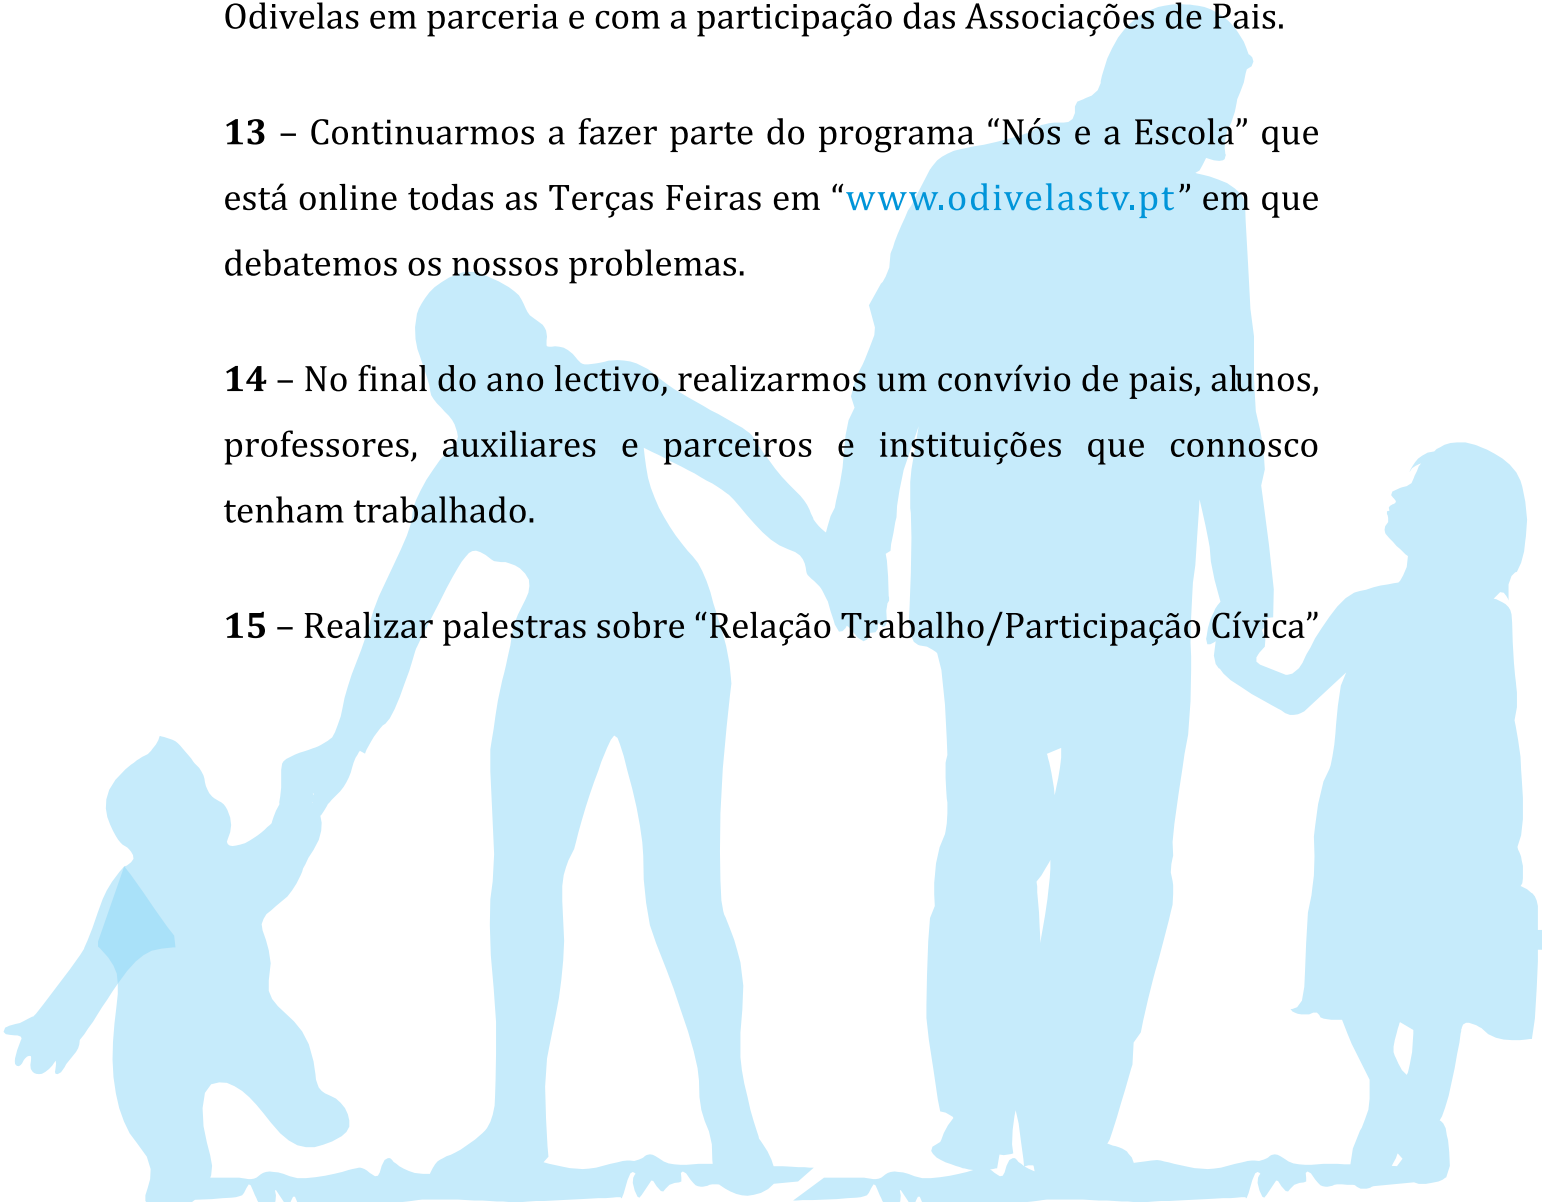 Odivelas em parceria e com a participação das Associações de Pais.
13 – Continuarmos a fazer parte do programa “Nós e a Escola” que
está online todas as Terças Feiras em “www.odivelastv.pt” em que
debatemos os nossos problemas.
14 – No final do ano lectivo, realizarmos um convívio de pais, alunos,
professores, auxiliares e parceiros e instituições que connosco
tenham trabalhado.
15 – Realizar palestras sobre “Relação Trabalho/Participação Cívica”